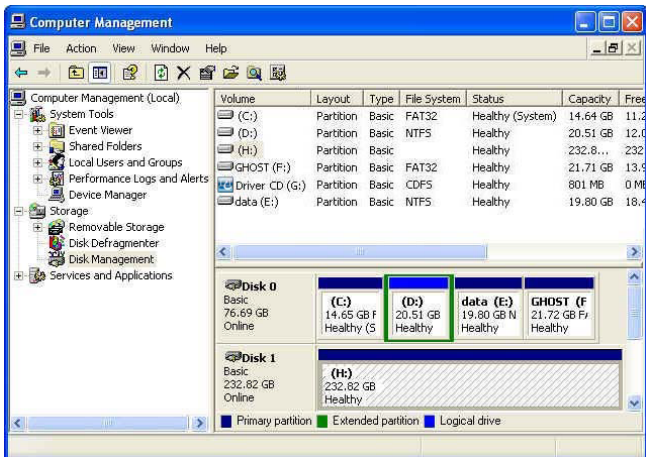 Computer Management
File Action View Window Help
Computer Management (Local)
System Tools
Event Viewer
Shared Folders
Local Users and Groups
Performance Logs and Alerts
Device Manager
Storage
Removable Storage
Disk Defragmenter
Disk Management
Services and Applications
Volume Layout Type File System Status Capacity Free
(C:) Partition Basic FAT32 Healthy (System) 14.64 GB 11.2
(D:) Partition Basic NTFS Healthy 20.51 GB 12.0
(H:) Partition Basic Healthy 232.8... 232
GHOST (F:) Partition Basic FAT32 Healthy 21.71 GB 13.9
Driver CD (G:) Partition Basic CDFS Healthy 801 MB 0 MB
data (E:) Partition Basic NTFS Healthy 19.80 GB 18.4
Disk 0
Basic
76.69 GB
Online
(C:)
14.65 GB F
Healthy (S
(D:)
20.51 GB
Healthy
data (E:)
19.80 GB N
Healthy
GHOST (F
21.72 GB FA
Healthy
Disk 1
Basic
232.82 GB
Online
(H:)
232.82 GB
Healthy
Primary partition Extended partition Logical drive